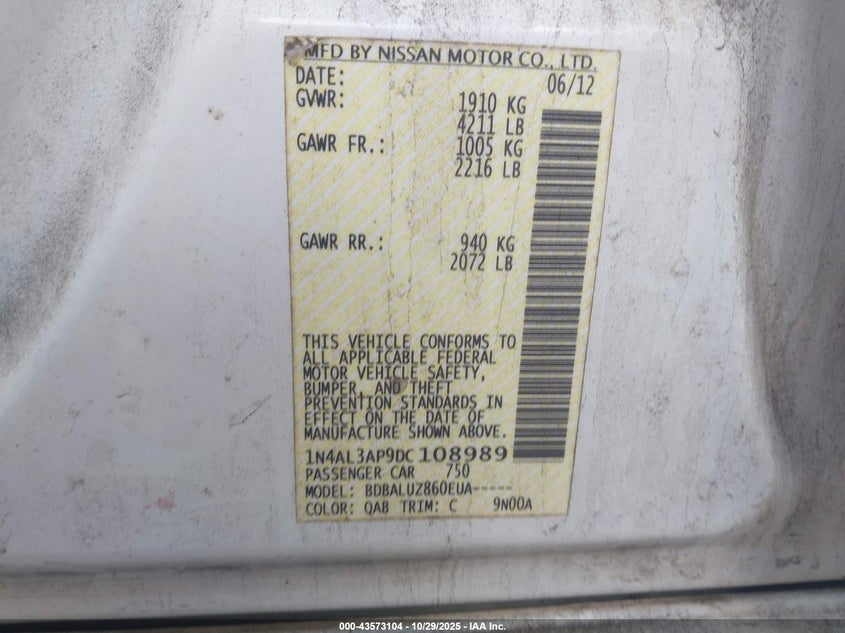 MFD BY NISSAN MOTOR CO., LTD.
DATE: 06/12
GVWR: 1910 KG
4211 LB
GAWR FR.: 1005 KG
2216 LB
GAWR RR.: 940 KG
2072 LB
THIS VEHICLE CONFORMS TO
ALL APPLICABLE FEDERAL
MOTOR VEHICLE SAFETY,
BUMPER, AND THEFT
PREVENTION STANDARDS IN
EFFECT ON THE DATE OF
MANUFACTURE SHOWN ABOVE.
1N4AL3AP9DC108989
PASSENGER CAR 750
MODEL: BDBALUZ860EUA-----
COLOR: QAB TRIM: C 9N00A
000-43573104 - 10/29/2025 - IAA Inc.